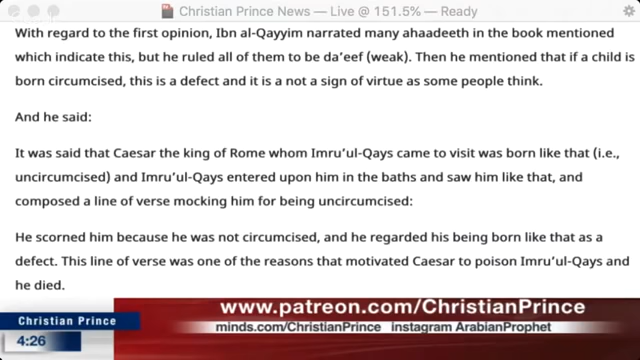 Christian Prince News — Live @ 151.5% — Ready
With regard to the first opinion, Ibn al-Qayyim narrated many ahaadeeth in the book mentioned
which indicate this, but he ruled all of them to be da’eef (weak). Then he mentioned that if a child is
born circumcised, this is a defect and it is a not a sign of virtue as some people think.
And he said:
It was said that Caesar the king of Rome whom Imru’ul-Qays came to visit was born like that (i.e.,
uncircumcised) and Imru’ul-Qays entered upon him in the baths and saw him like that, and
composed a line of verse mocking him for being uncircumcised:
He scorned him because he was not circumcised, and he regarded his being born like that as a
defect. This line of verse was one of the reasons that motivated Caesar to poison Imru’ul-Qays and
he died.
www.patreon.com/ChristianPrince
Christian Prince
minds.com/ChristianPrince instagram ArabianProphet
4:26